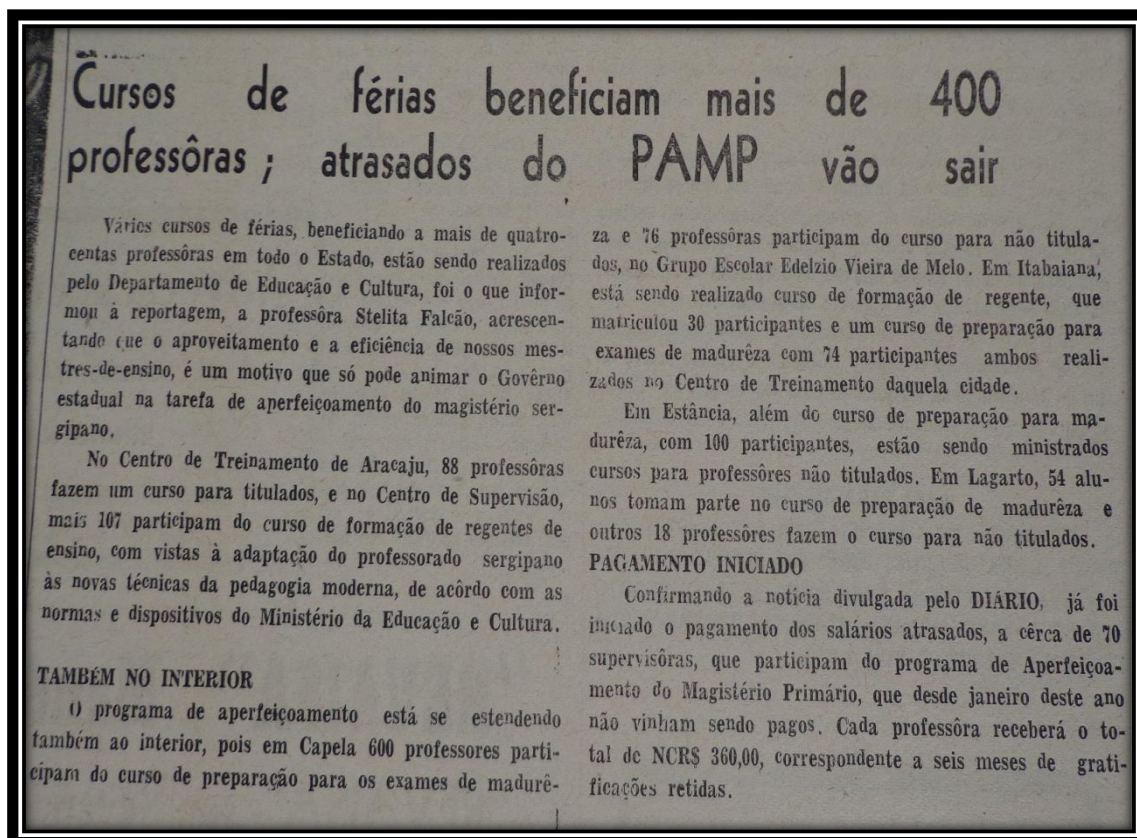 Cursos de férias beneficiam mais de 400
professôras ; atrasados do PAMP vão sair
Vários cursos de férias, beneficiando a mais de quatro-
centas professôras em todo o Estado, estão sendo realizados
pelo Departamento de Educação e Cultura, foi o que infor-
mou à reportagem, a professôra Stelita Falcão, acrescen-
tando que o aproveitamento e a eficiência de nossos mes-
tres-de-ensino, é um motivo que só pode animar o Govêrno
estadual na tarefa de aperfeiçoamento do magistério ser-
gipano.
No Centro de Treinamento de Aracaju, 88 professôras
fazem um curso para titulados, e no Centro de Supervisão,
mais 107 participam do curso de formação de regentes de
ensino, com vistas à adaptação do professorado sergipano
às novas técnicas da pedagogia moderna, de acôrdo com as
normas e dispositivos do Ministério da Educação e Cultura.
TAMBÉM NO INTERIOR
O programa de aperfeiçoamento está se estendendo
também ao interior, pois em Capela 600 professores parti-
cipam do curso de preparação para os exames de madurê-
za e 76 professôras participam do curso para não titula-
dos, no Grupo Escolar Edelzio Vieira de Melo. Em Itabaiana,
está sendo realizado curso de formação de regente, que
matriculou 30 participantes e um curso de preparação para
exames de madurêza com 74 participantes ambos reali-
zados no Centro de Treinamento daquela cidade.
Em Estância, além do curso de preparação para ma-
durêza, com 100 participantes, estão sendo ministrados
cursos para professôres não titulados. Em Lagarto, 54 alu-
nos tomam parte no curso de preparação de madurêza e
outros 18 professôres fazem o curso para não titulados.
PAGAMENTO INICIADO
Confirmando a notícia divulgada pelo DIÁRIO, já foi
iniciado o pagamento dos salários atrasados, a cêrca de 70
supervisôras, que participam do programa de Aperfeiçoa-
mento do Magistério Primário, que desde janeiro deste ano
não vinham sendo pagos. Cada professôra receberá o to-
tal de NCR$ 360,00, correspondente a seis meses de grati-
ficações retidas.